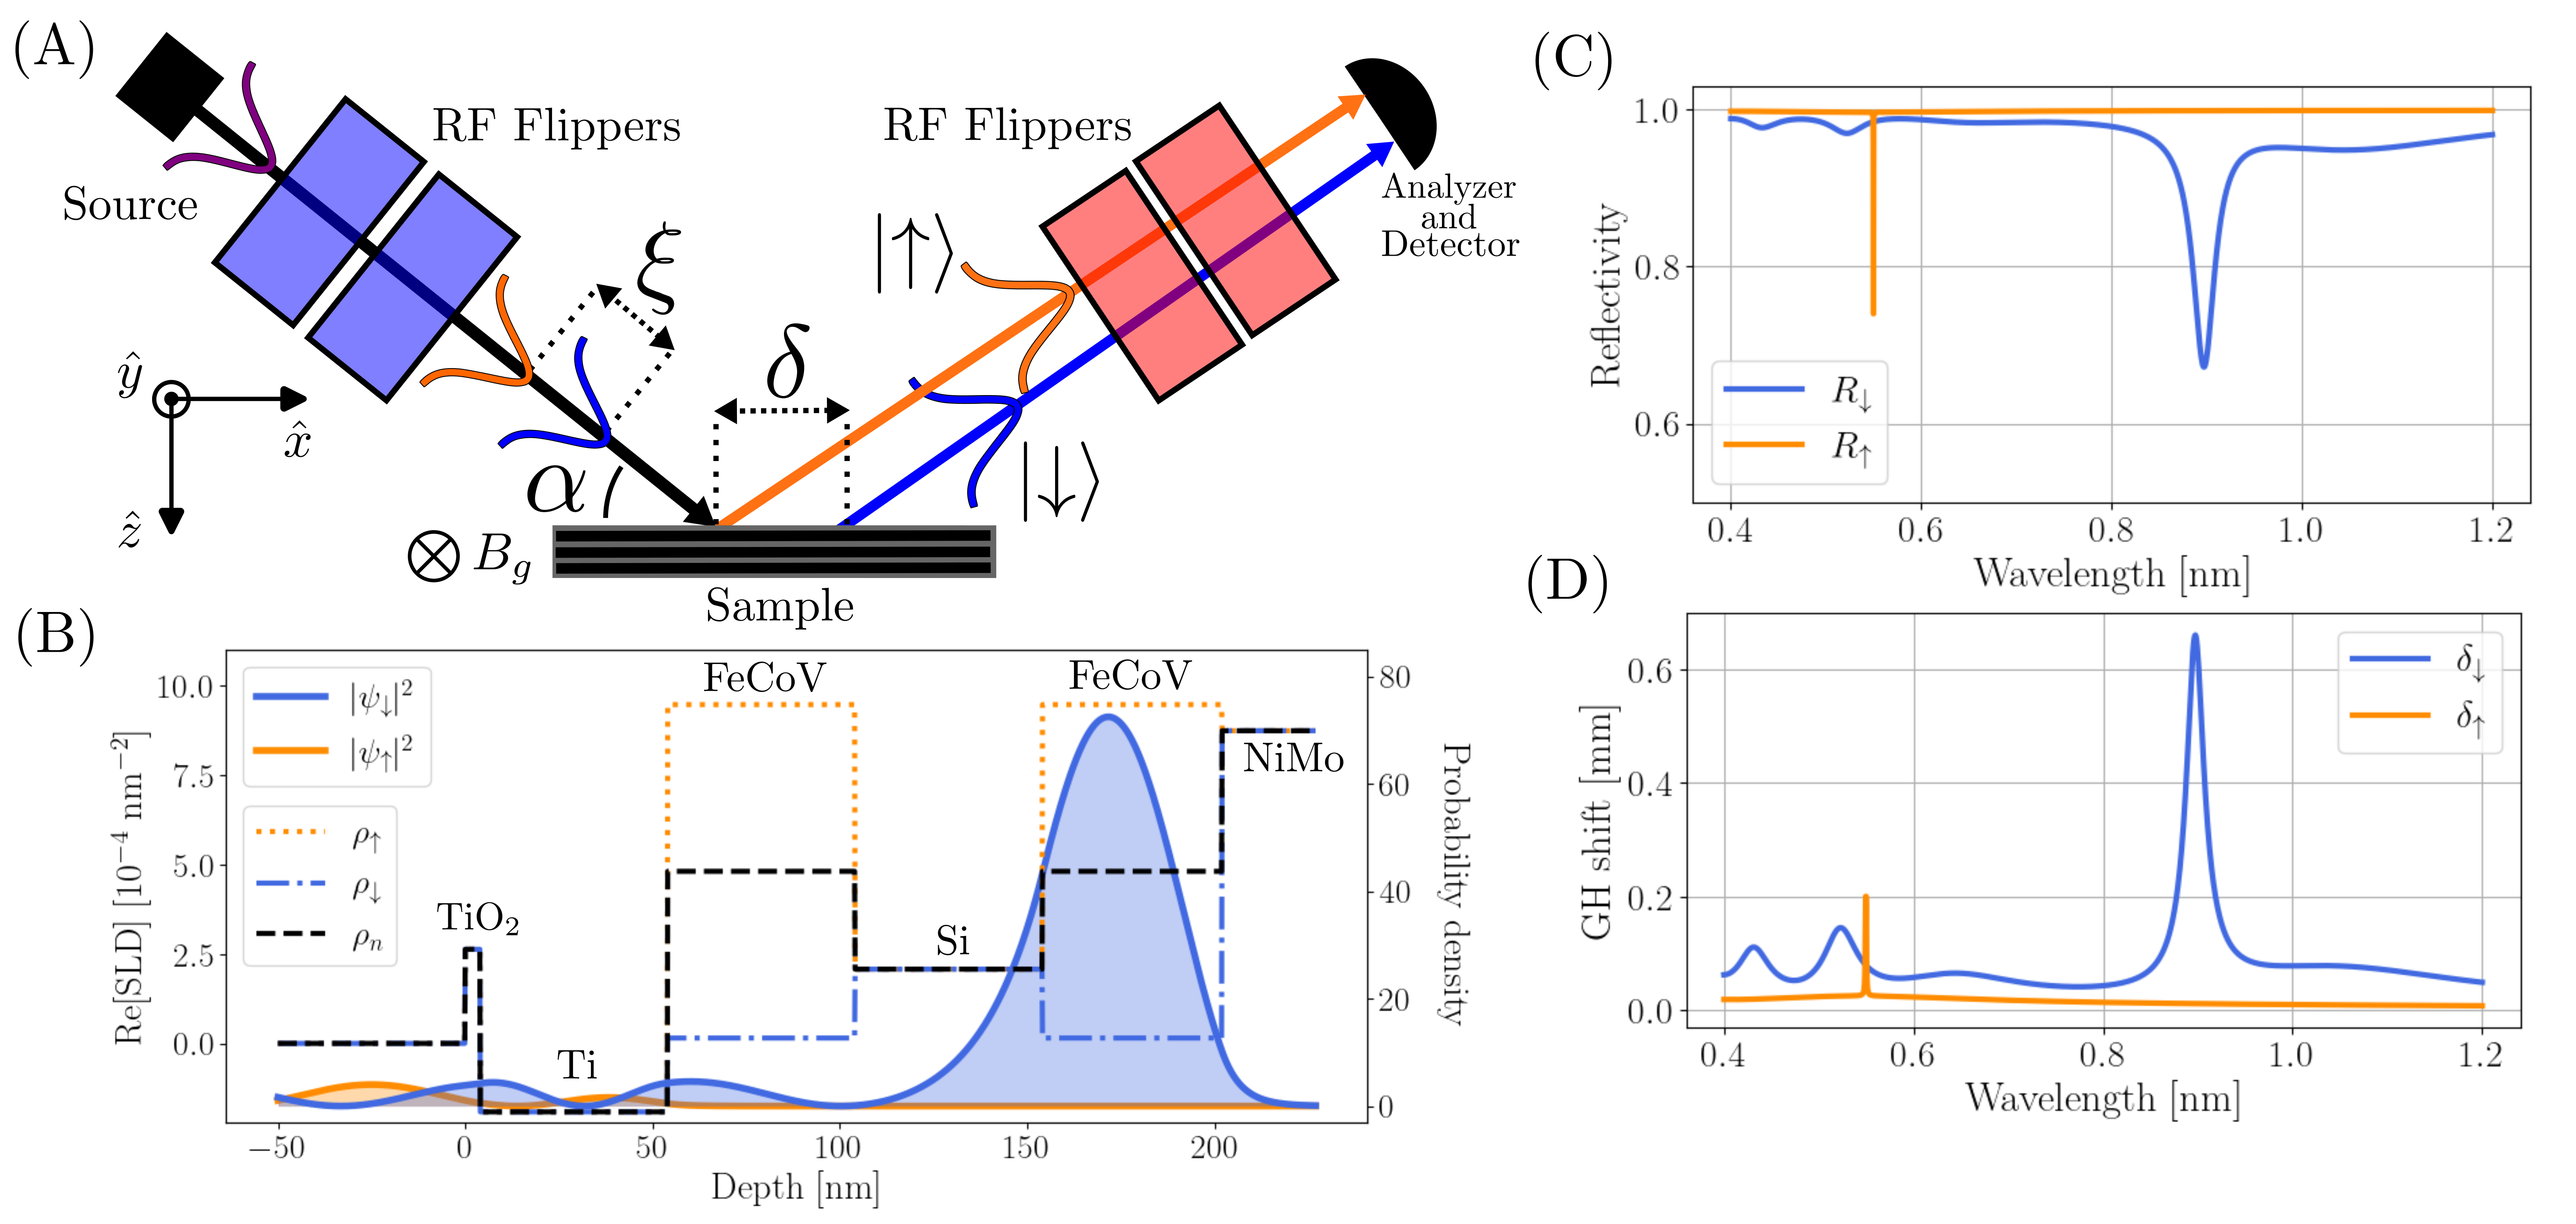 (A)
Source
RF Flippers
ξ
α
δ
RF Flippers
|↑⟩
|↓⟩
Analyzer
and
Detector
ŷ
x̂
ẑ
B_g
Sample
(B)
|ψ↓|²
|ψ↑|²
ρ↑
ρ↓
ρ_n
TiO₂
Ti
FeCoV
Si
FeCoV
NiMo
Re[SLD] [10⁻⁴ nm⁻²]
10.0
7.5
5.0
2.5
0.0
80
60
40
20
0
Probability density
−50 0 50 100 150 200
Depth [nm]
(C)
Reflectivity
1.0
0.8
0.6
R↓
R↑
0.4 0.6 0.8 1.0 1.2
Wavelength [nm]
(D)
GH shift [mm]
0.6
0.4
0.2
0.0
δ↓
δ↑
0.4 0.6 0.8 1.0 1.2
Wavelength [nm]